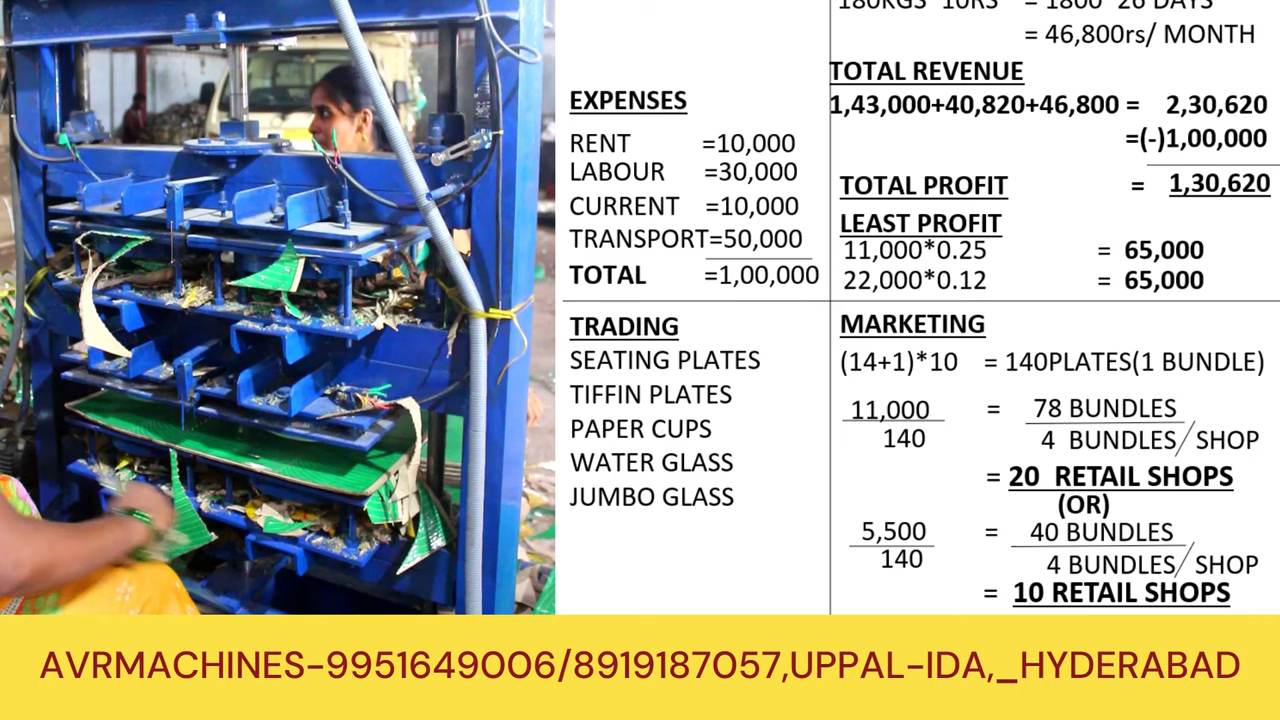 EXPENSES
RENT =10,000
LABOUR =30,000
CURRENT =10,000
TRANSPORT=50,000
TOTAL =1,00,000
180KGS*10RS = 1800*26 DAYS
= 46,800rs/ MONTH
TOTAL REVENUE
1,43,000+40,820+46,800 = 2,30,620
=(-)1,00,000
TOTAL PROFIT = 1,30,620
LEAST PROFIT
11,000*0.25 = 65,000
22,000*0.12 = 65,000
TRADING
SEATING PLATES
TIFFIN PLATES
PAPER CUPS
WATER GLASS
JUMBO GLASS
MARKETING
(14+1)*10 = 140PLATES(1 BUNDLE)
11,000 = 78 BUNDLES
140 4 BUNDLES/SHOP
= 20 RETAIL SHOPS
(OR)
5,500 = 40 BUNDLES
140 4 BUNDLES/SHOP
= 10 RETAIL SHOPS
AVRMACHINES-9951649006/8919187057,UPPAL-IDA,_HYDERABAD